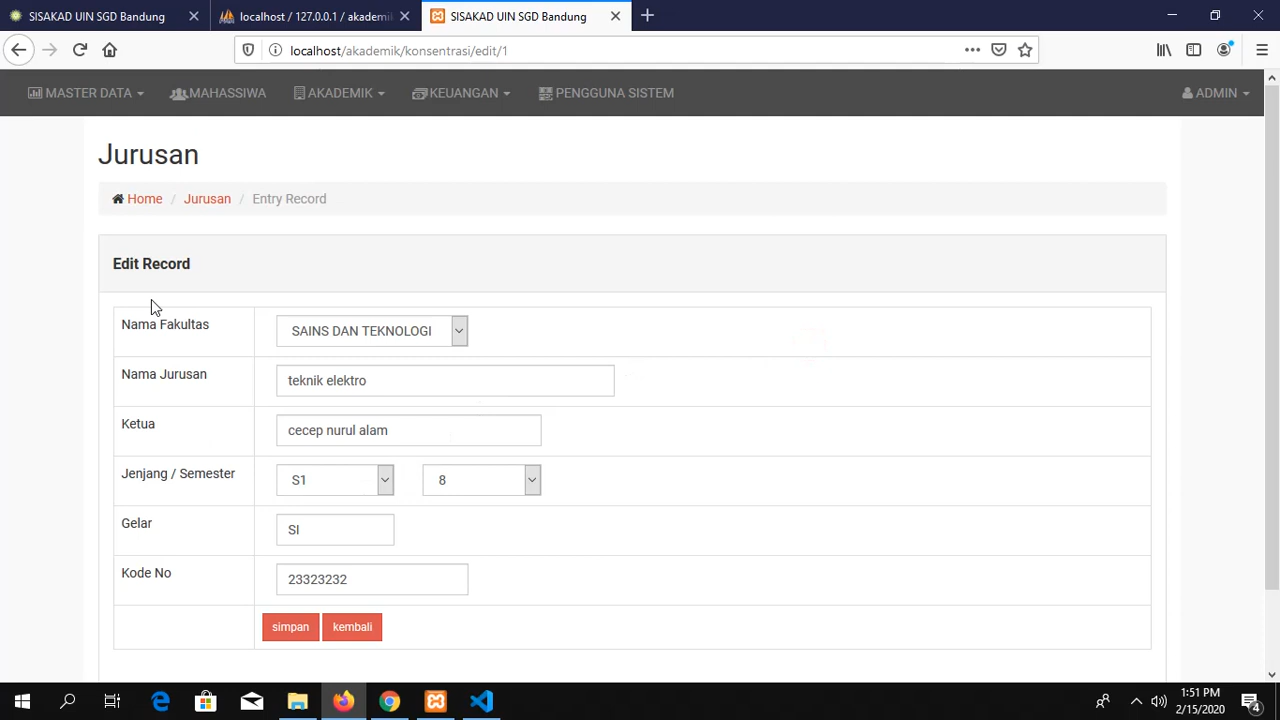 SISAKAD UIN SGD Bandung
localhost / 127.0.0.1 / akademik
SISAKAD UIN SGD Bandung
localhost/akademik/konsentrasi/edit/1
MASTER DATA
MAHASSIWA
AKADEMIK
KEUANGAN
PENGGUNA SISTEM
ADMIN
Jurusan
Home / Jurusan / Entry Record
Edit Record
Nama Fakultas
SAINS DAN TEKNOLOGI
Nama Jurusan
teknik elektro
Ketua
cecep nurul alam
Jenjang / Semester
S1
8
Gelar
SI
Kode No
23323232
simpan
kembali
1:51 PM
2/15/2020
4